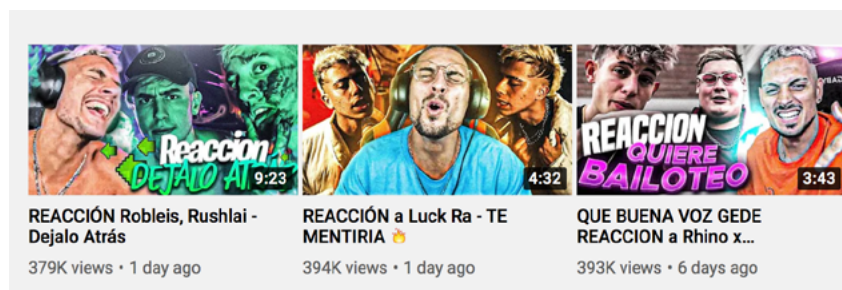 Reaccion
DEJALO ATRÁS
9:23
4:32
REACCION
QUIERE
BAILOTEO
3:43
REACCIÓN Robleis, Rushlai -
Dejalo Atrás
379K views • 1 day ago
REACCIÓN a Luck Ra - TE
MENTIRIA 🔥
394K views • 1 day ago
QUE BUENA VOZ GEDE
REACCION a Rhino x...
393K views • 6 days ago